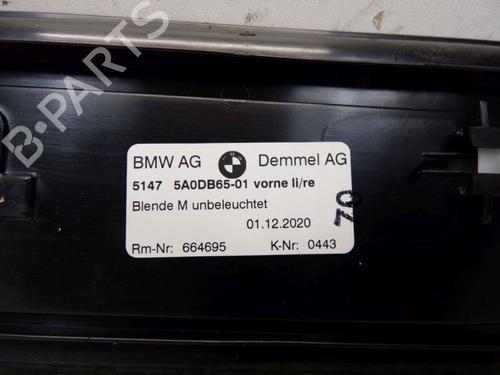 BMW AG Demmel AG
5147 5A0DB65-01 vorne li/re
Blende M unbeleuchtet
01.12.2020
Rm-Nr: 664695 K-Nr: 0443
70
B-PARTS